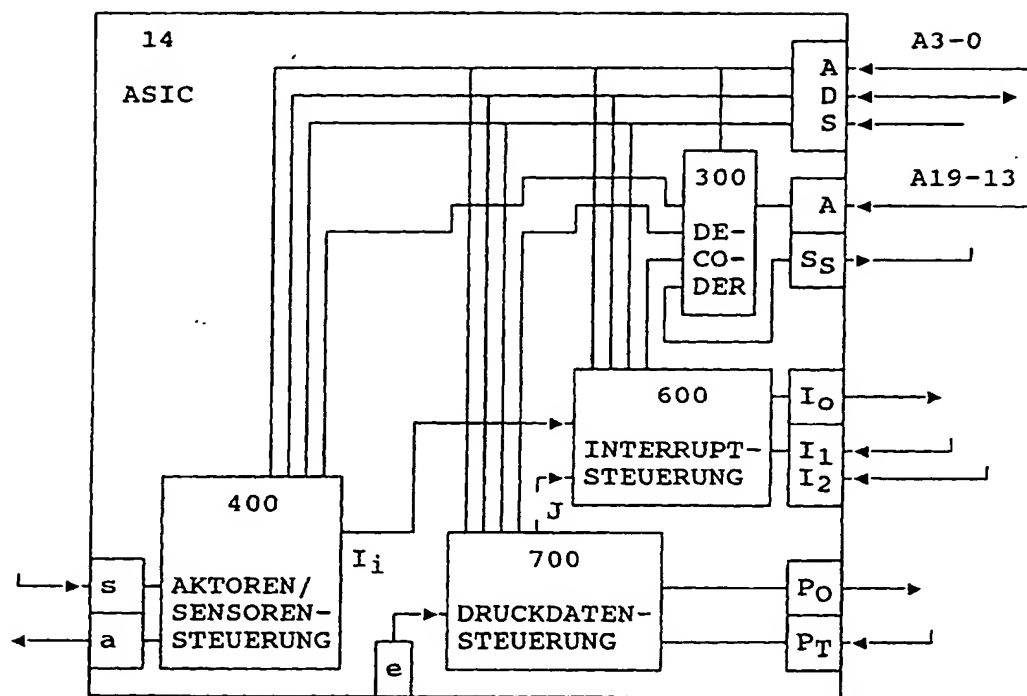 14
ASIC
A3-0
A
D
S
300
DE-
CO-
DER
A19-13
A
SS
600
INTERRUPT-
STEUERUNG
IO
I1
I2
J
400
AKTOREN/
SENSOREN-
STEUERUNG
Ii
s
a
700
DRUCKDATEN-
STEUERUNG
e
PO
PT